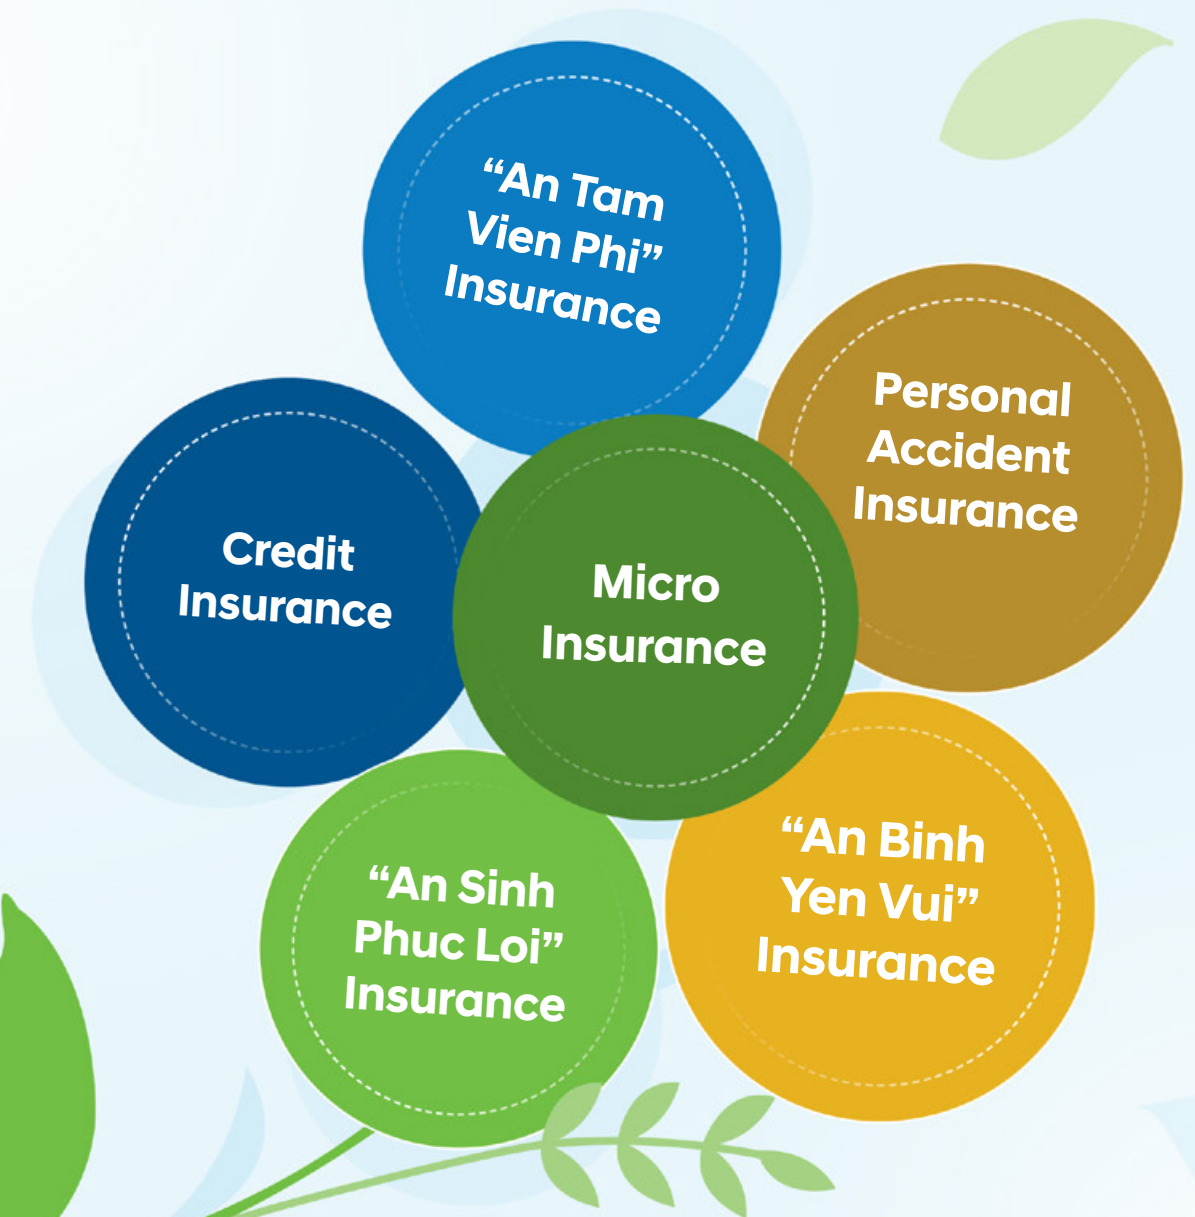 “An Tam
Vien Phi”
Insurance
Personal
Accident
Insurance
Credit
Insurance
Micro
Insurance
“An Sinh
Phuc Loi”
Insurance
“An Binh
Yen Vui”
Insurance